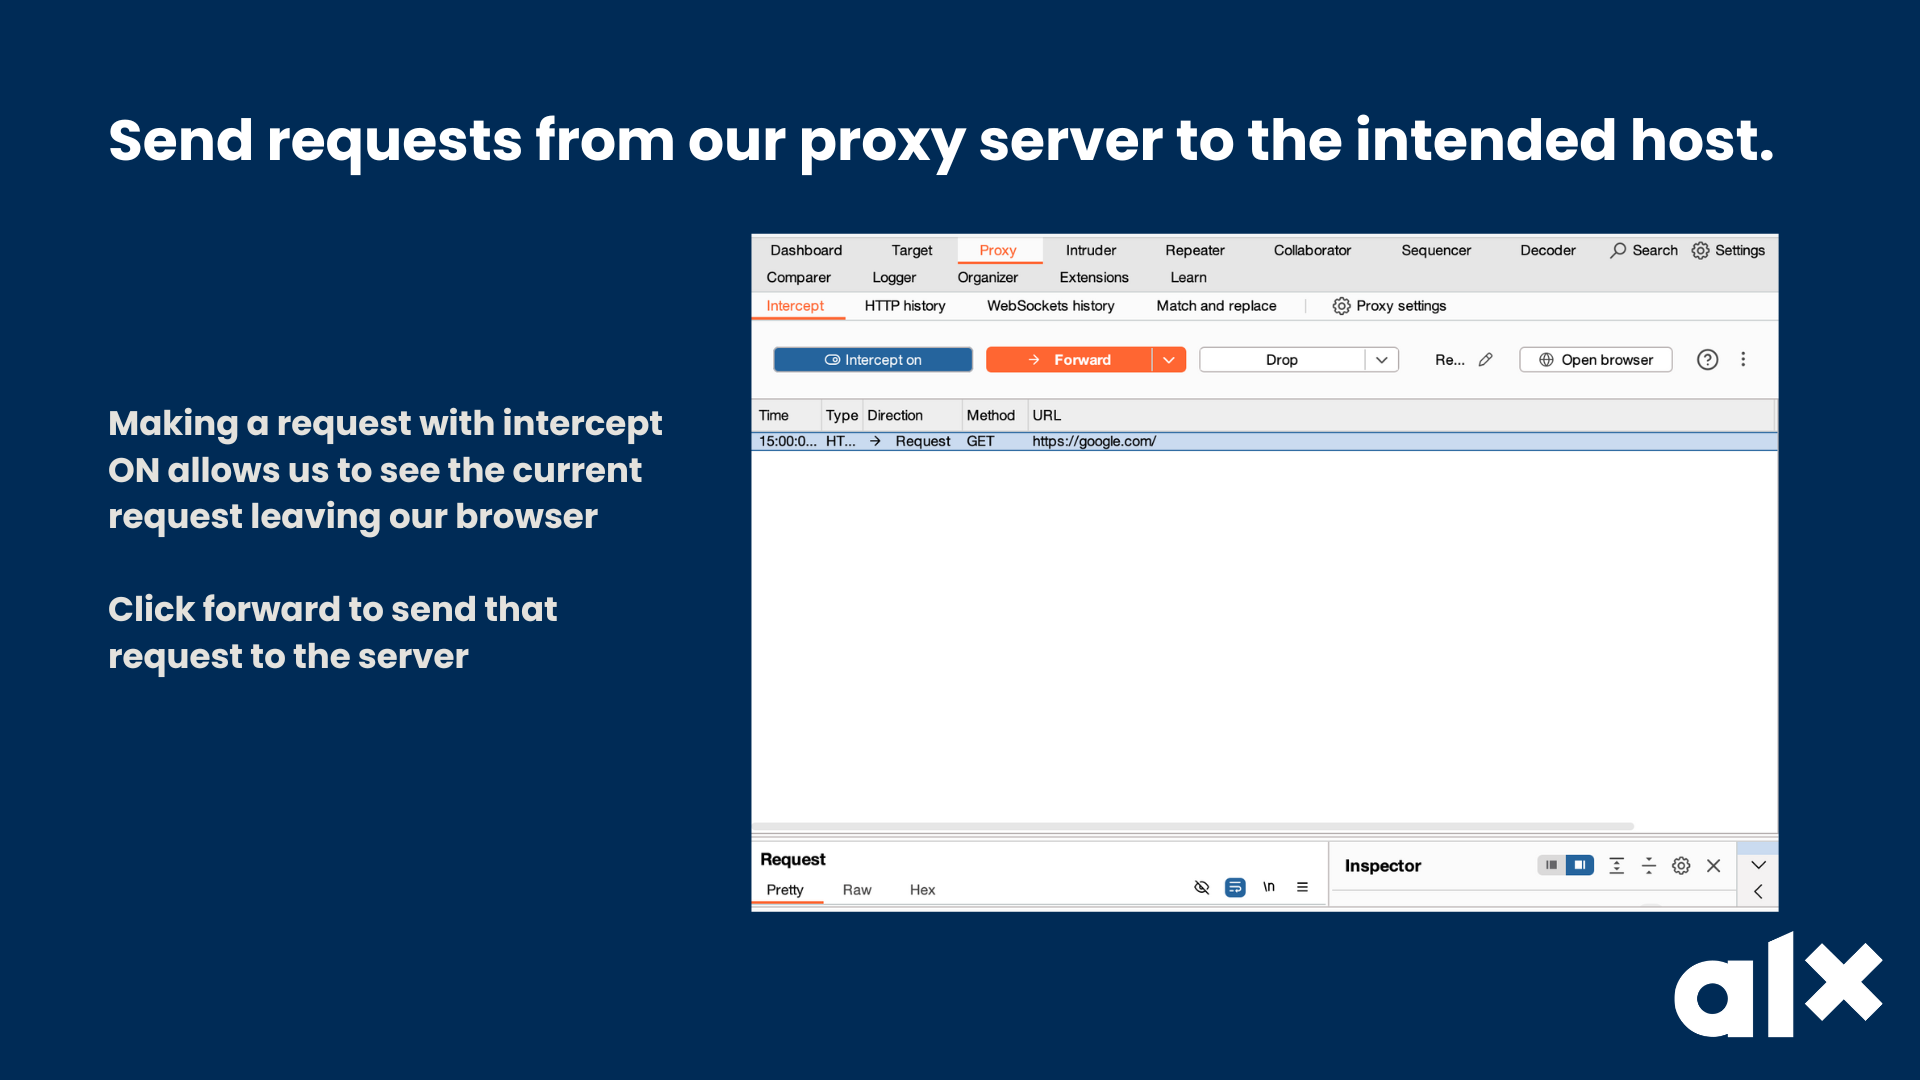 Send requests from our proxy server to the intended host.
Making a request with intercept
ON allows us to see the current
request leaving our browser
Click forward to send that
request to the server
Dashboard Target Proxy Intruder Repeater Collaborator Sequencer Decoder Search Settings
Comparer Logger Organizer Extensions Learn
Intercept HTTP history WebSockets history Match and replace Proxy settings
Intercept on Forward Drop Re... Open browser
Time Type Direction Method URL
15:00:0... HT... Request GET https://google.com/
Request
Inspector
Pretty Raw Hex \n
alx